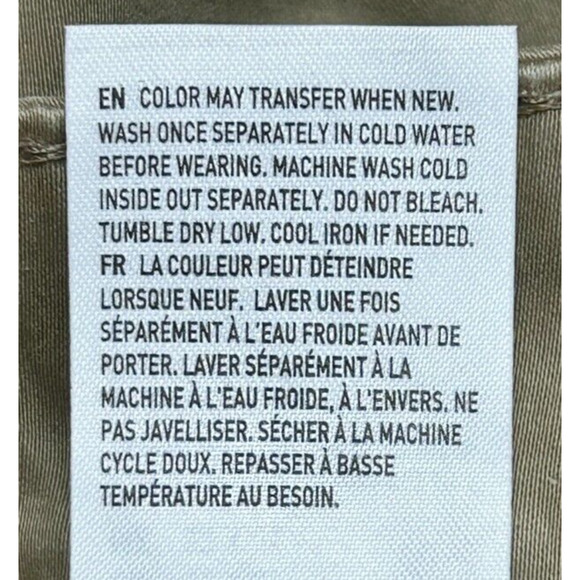 EN COLOR MAY TRANSFER WHEN NEW.
WASH ONCE SEPARATELY IN COLD WATER
BEFORE WEARING. MACHINE WASH COLD
INSIDE OUT SEPARATELY. DO NOT BLEACH.
TUMBLE DRY LOW. COOL IRON IF NEEDED.
FR LA COULEUR PEUT DÉTEINDRE
LORSQUE NEUF. LAVER UNE FOIS
SÉPARÉMENT À L'EAU FROIDE AVANT DE
PORTER. LAVER SÉPARÉMENT À LA
MACHINE À L'EAU FROIDE, À L'ENVERS. NE
PAS JAVELLISER. SÉCHER À LA MACHINE
CYCLE DOUX. REPASSER À BASSE
TEMPÉRATURE AU BESOIN.